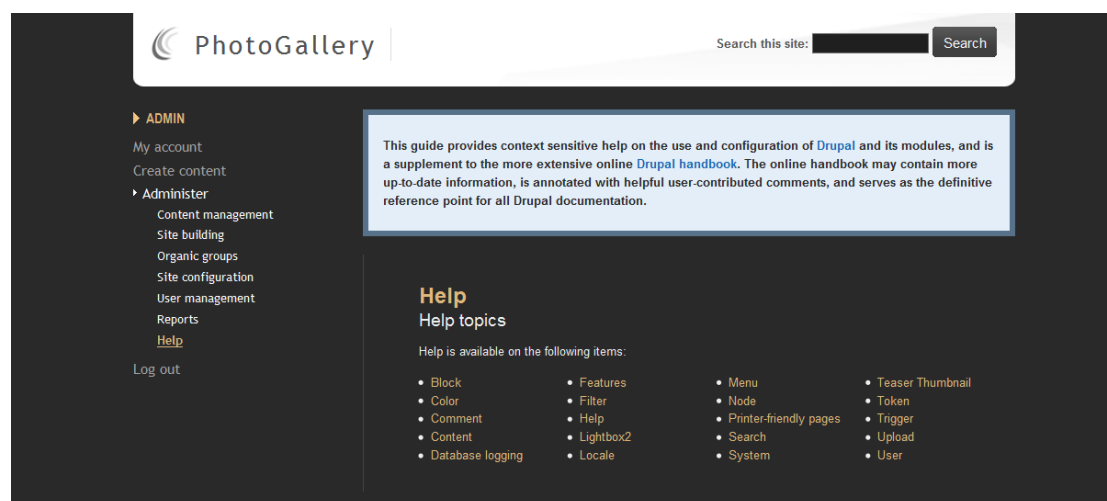 PhotoGallery
Search this site:
Search
ADMIN
My account
Create content
Administer
Content management
Site building
Organic groups
Site configuration
User management
Reports
Help
Log out
This guide provides context sensitive help on the use and configuration of Drupal and its modules, and is
a supplement to the more extensive online Drupal handbook. The online handbook may contain more
up-to-date information, is annotated with helpful user-contributed comments, and serves as the definitive
reference point for all Drupal documentation.
Help
Help topics
Help is available on the following items:
Block
Color
Comment
Content
Database logging
Features
Filter
Help
Lightbox2
Locale
Menu
Node
Printer-friendly pages
Search
System
Teaser Thumbnail
Token
Trigger
Upload
User